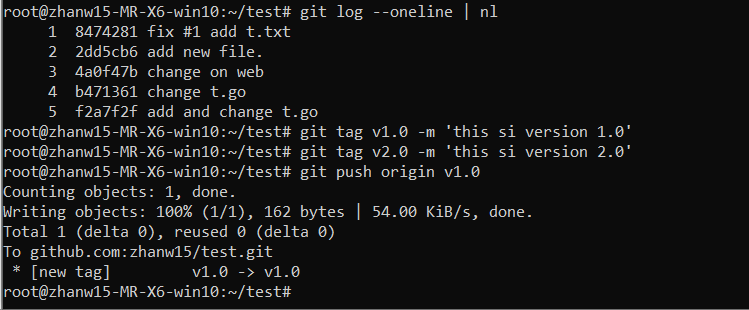 root@zhanw15-MR-X6-win10:~/test# git log --oneline | nl
     1  8474281 fix #1 add t.txt
     2  2dd5cb6 add new file.
     3  4a0f47b change on web
     4  b471361 change t.go
     5  f2a7f2f add and change t.go
root@zhanw15-MR-X6-win10:~/test# git tag v1.0 -m 'this si version 1.0'
root@zhanw15-MR-X6-win10:~/test# git tag v2.0 -m 'this si version 2.0'
root@zhanw15-MR-X6-win10:~/test# git push origin v1.0
Counting objects: 1, done.
Writing objects: 100% (1/1), 162 bytes | 54.00 KiB/s, done.
Total 1 (delta 0), reused 0 (delta 0)
To github.com:zhanw15/test.git
 * [new tag]         v1.0 -> v1.0
root@zhanw15-MR-X6-win10:~/test#